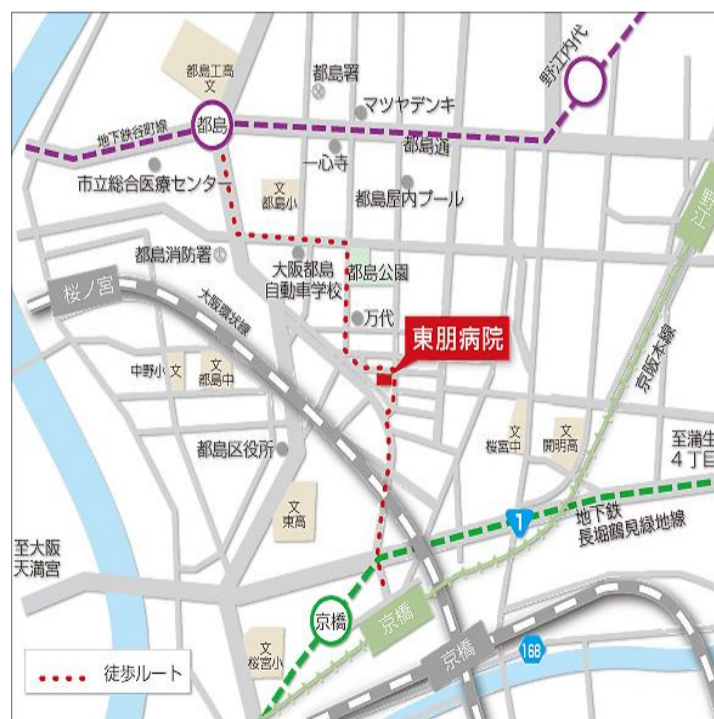 都島工高
文
都島署
野江内代
マツヤデンキ
都島
地下鉄谷町線
都島通
一心寺
市立総合医療センター
文
都島小
都島屋内プール
野江
都島消防署
大阪都島
自動車学校
都島公園
桜ノ宮
大阪環状線
万代
東朋病院
京阪本線
中野小 文
文
都島中
都島区役所
文
桜宮中
文
開明高
至蒲生
4丁目
文
東高
1
地下鉄
長堀鶴見緑地線
至大阪
天満宮
京橋
京橋
京橋
168
文
桜宮小
徒歩ルート